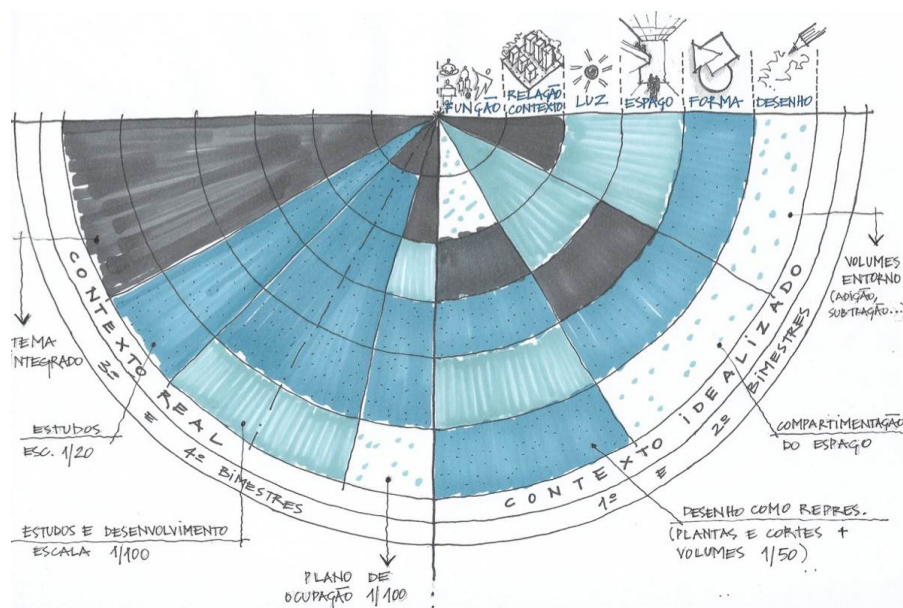 FUNÇÃO
RELAÇÃO
CONTEXTO
LUZ
ESPAÇO
FORMA
DESENHO
CONTEXTO REAL
3º E 4º BIMESTRES
CONTEXTO IDEALIZADO
1º E 2º BIMESTRES
TEMA
NTEGRADO
ESTUDOS
ESC. 1/20
ESTUDOS E DESENVOLVIMENTO
ESCALA 1/100
PLANO DE
OCUPAÇÃO 1/100
VOLUMES
ENTORNO
(ADIÇÃO,
SUBTRAÇÃO...)
COMPARTIMENTAÇÃO
DO ESPAÇO
DESENHO COMO REPRES.
(PLANTAS E CORTES +
VOLUMES 1/50)